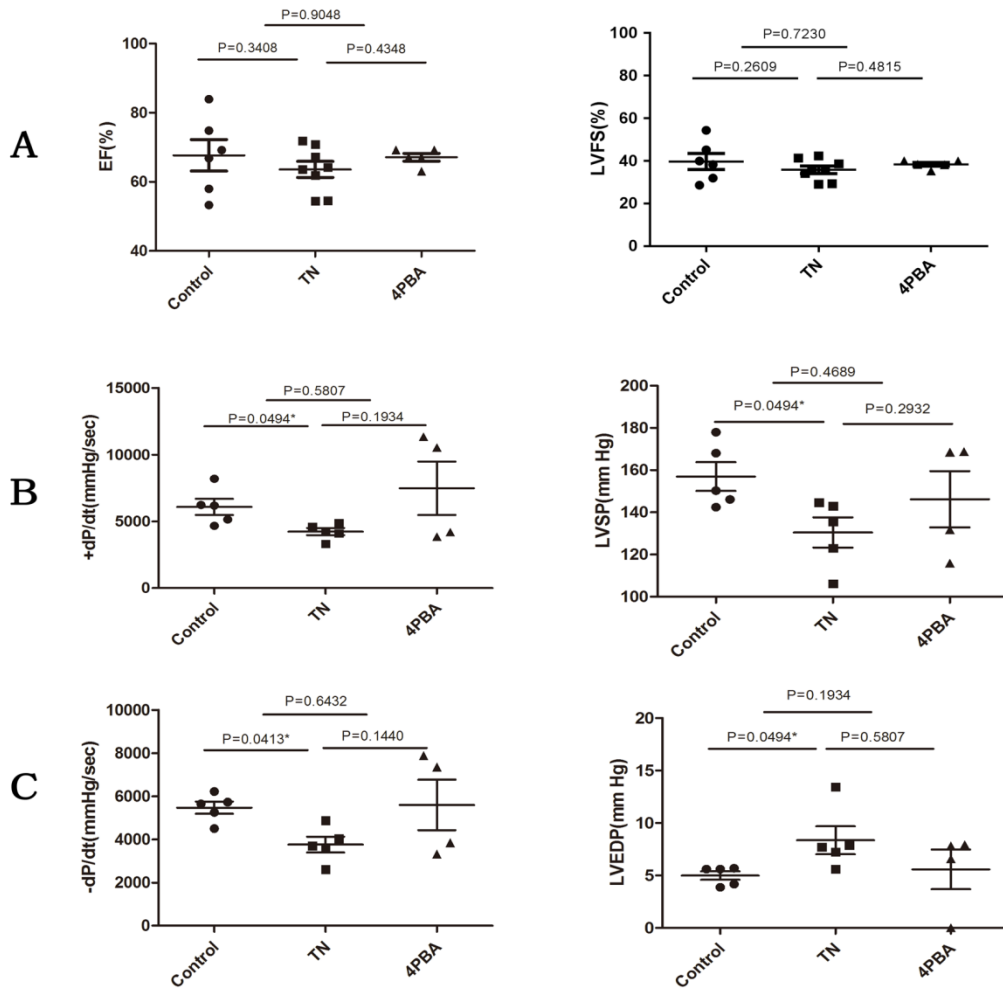 A
P=0.9048
P=0.3408
P=0.4348
EF(%)
100
80
60
40
Control
TN
4PBA
P=0.7230
P=0.2609
P=0.4815
LVFS(%)
100
80
60
40
20
0
Control
TN
4PBA
B
P=0.5807
P=0.0494*
P=0.1934
+dP/dt(mmHg/sec)
15000
10000
5000
0
Control
TN
4PBA
P=0.4689
P=0.0494*
P=0.2932
LVSP(mm Hg)
200
180
160
140
120
100
Control
TN
4PBA
C
P=0.6432
P=0.0413*
P=0.1440
-dP/dt(mmHg/sec)
10000
8000
6000
4000
2000
0
Control
TN
4PBA
P=0.1934
P=0.0494*
P=0.5807
LVEDP(mm Hg)
20
15
10
5
0
Control
TN
4PBA